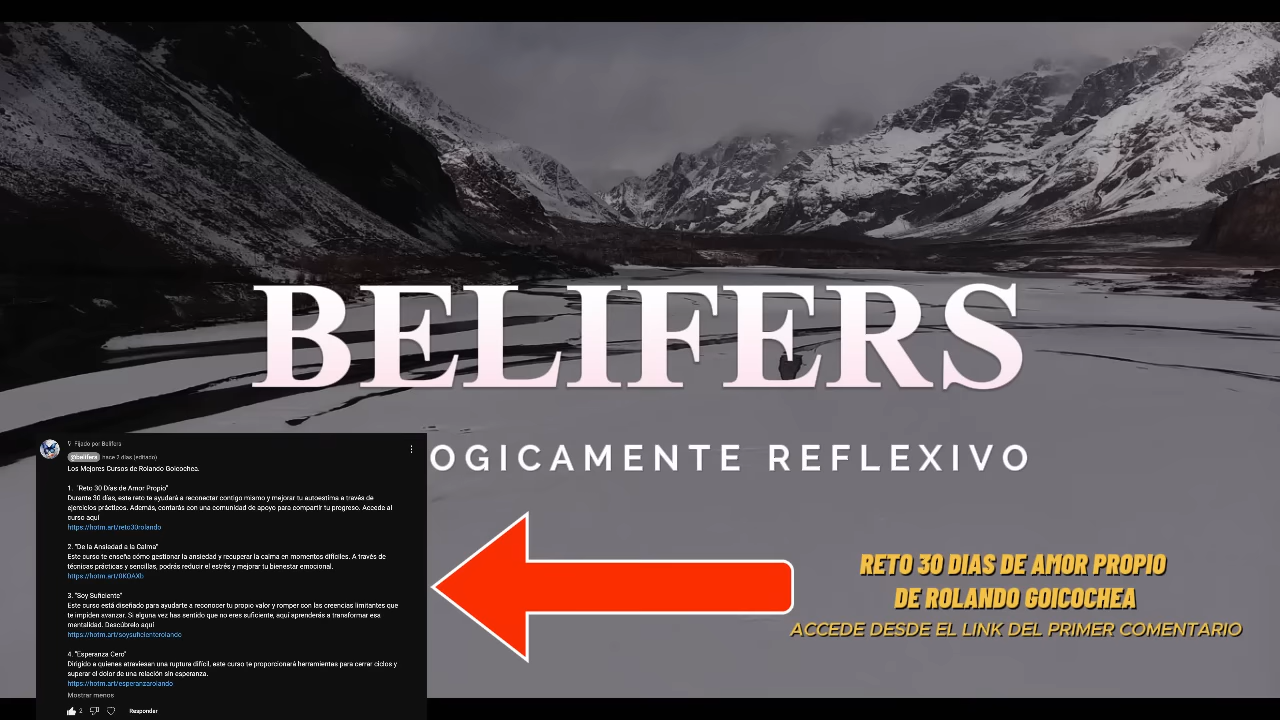 BELIFERS
OGICAMENTE REFLEXIVO
Fijado por Belifers
@belifers hace 2 días (editado)
Los Mejores Cursos de Rolando Goicochea.
1. "Reto 30 Días de Amor Propio"
Durante 30 días, este reto te ayudará a reconectar contigo mismo y mejorar tu autoestima a través de
ejercicios prácticos. Además, contarás con una comunidad de apoyo para compartir tu progreso. Accede al
curso aquí
https://hotm.art/reto30rolando
2. "De la Ansiedad a la Calma"
Este curso te enseña cómo gestionar la ansiedad y recuperar la calma en momentos difíciles. A través de
técnicas prácticas y sencillas, podrás reducir el estrés y mejorar tu bienestar emocional.
https://hotm.art/0KOAXb
3. "Soy Suficiente"
Este curso está diseñado para ayudarte a reconocer tu propio valor y romper con las creencias limitantes que
te impiden avanzar. Si alguna vez has sentido que no eres suficiente, aquí aprenderás a transformar esa
mentalidad. Descúbrelo aquí
https://hotm.art/soysuficienterolando
4. "Esperanza Cero"
Dirigido a quienes atraviesan una ruptura difícil, este curso te proporcionará herramientas para cerrar ciclos y
superar el dolor de una relación sin esperanza.
https://hotm.art/esperanzarolando
Mostrar menos
2
Responder
RETO 30 DIAS DE AMOR PROPIO
DE ROLANDO GOICOCHEA
ACCEDE DESDE EL LINK DEL PRIMER COMENTARIO